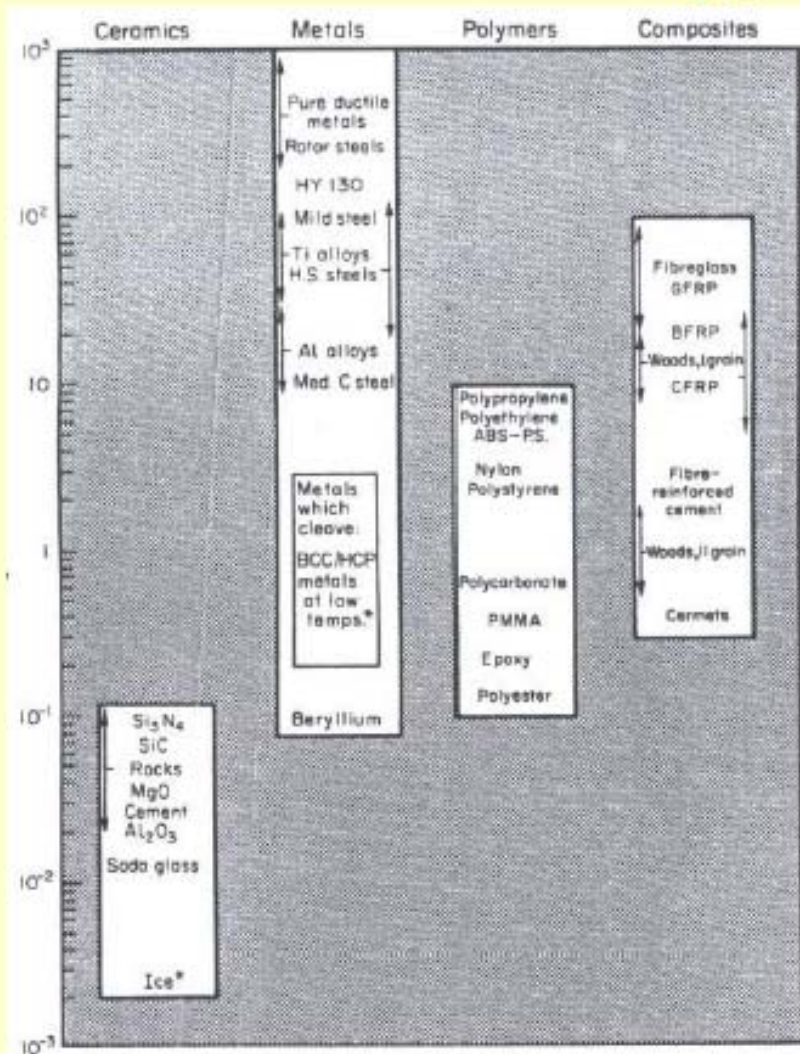 Ceramics Metals Polymers Composites
10³
10²
10
1
10⁻¹
10⁻²
10⁻³
Si₃N₄
SiC
Rocks
MgO
Cement
Al₂O₃
Soda glass
Ice*
Pure ductile
metals
Rotor steels
HY 130
Mild steel
Ti alloys
H.S. steels
Al alloys
Med. C steel
Metals
which
cleave:
BCC/HCP
metals
at low
temps.*
Beryllium
Polypropylene
Polyethylene
ABS-P.S.
Nylon
Polystyrene
Polycarbonate
PMMA
Epoxy
Polyester
Fibreglass
GFRP
BFRP
Woods, ⊥ grain
CFRP
Fibre-
reinforced
cement
Woods, || grain
Cermets